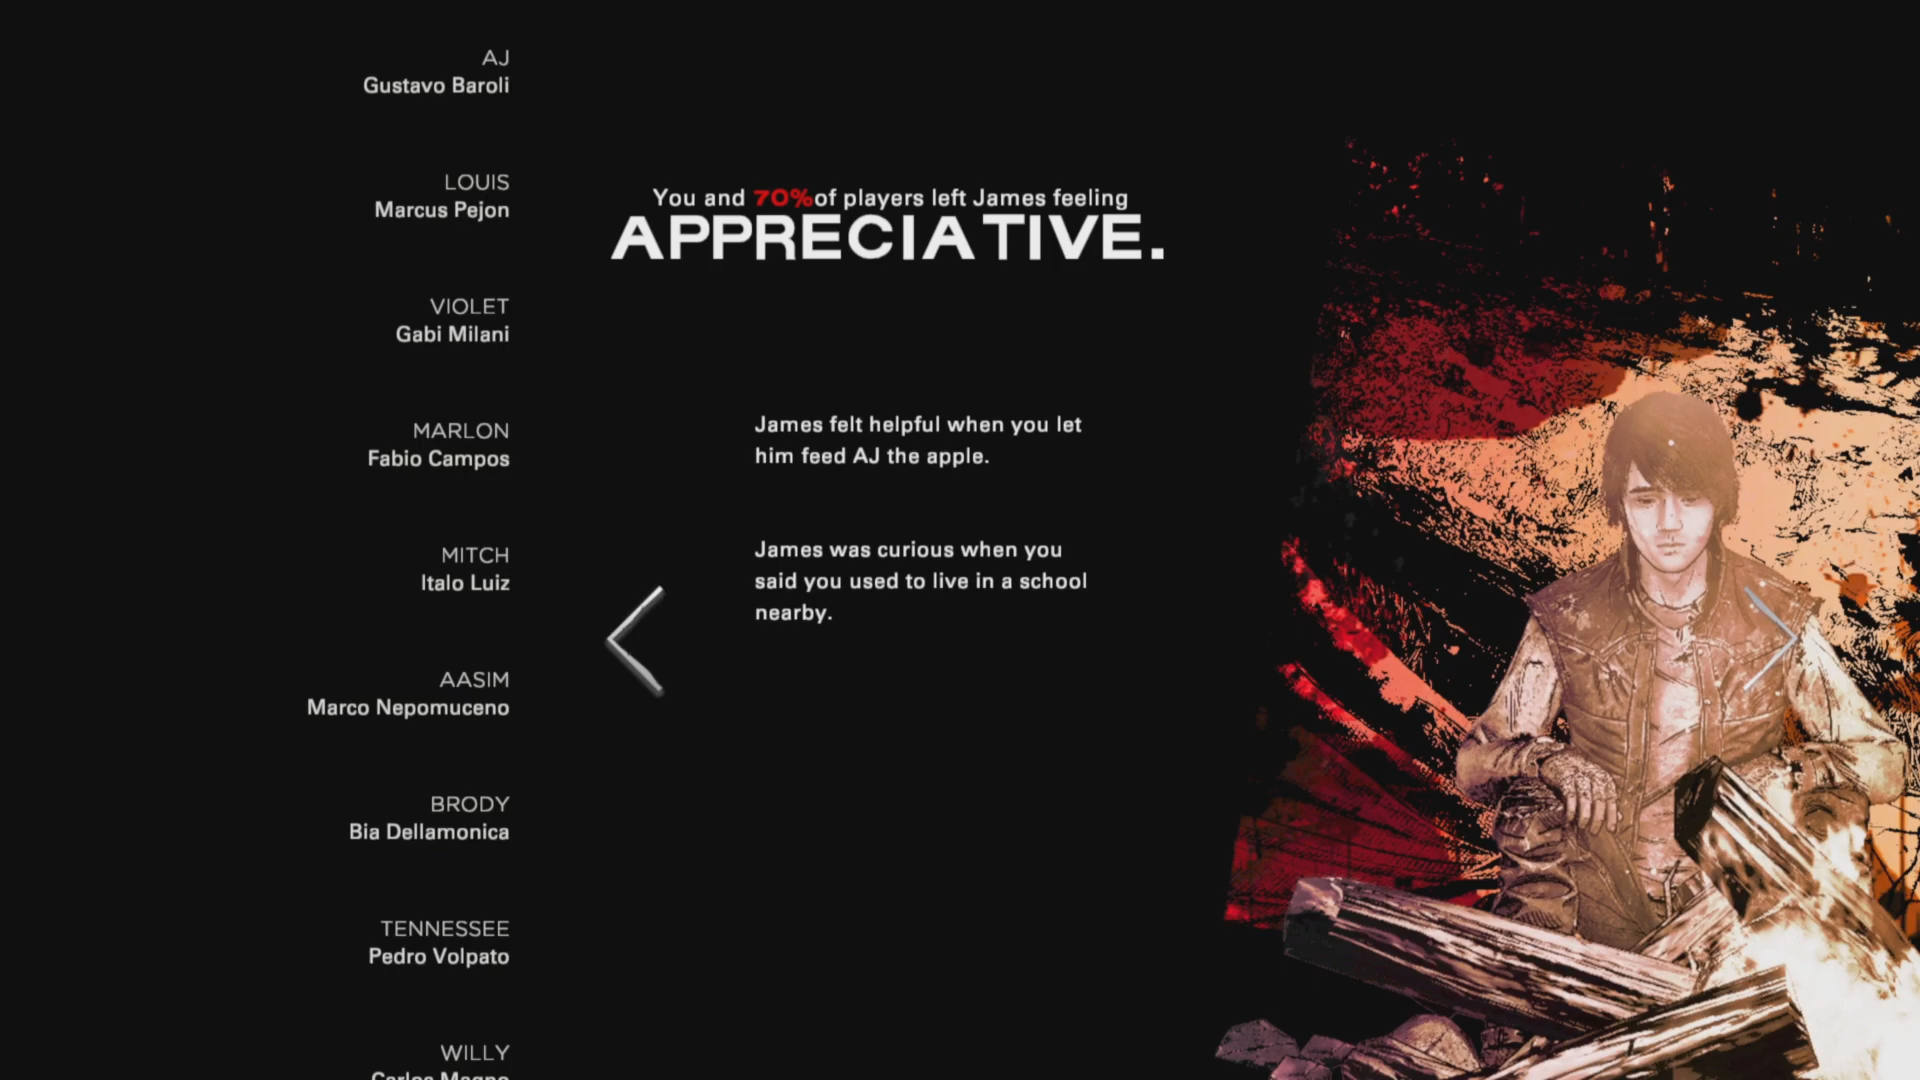 AJ
Gustavo Baroli
LOUIS
Marcus Pejon
VIOLET
Gabi Milani
MARLON
Fabio Campos
MITCH
Italo Luiz
AASIM
Marco Nepomuceno
BRODY
Bia Dellamonica
TENNESSEE
Pedro Volpato
WILLY
Carlos Magno
You and 70%of players left James feeling
APPRECIATIVE.
James felt helpful when you let
him feed AJ the apple.
James was curious when you
said you used to live in a school
nearby.